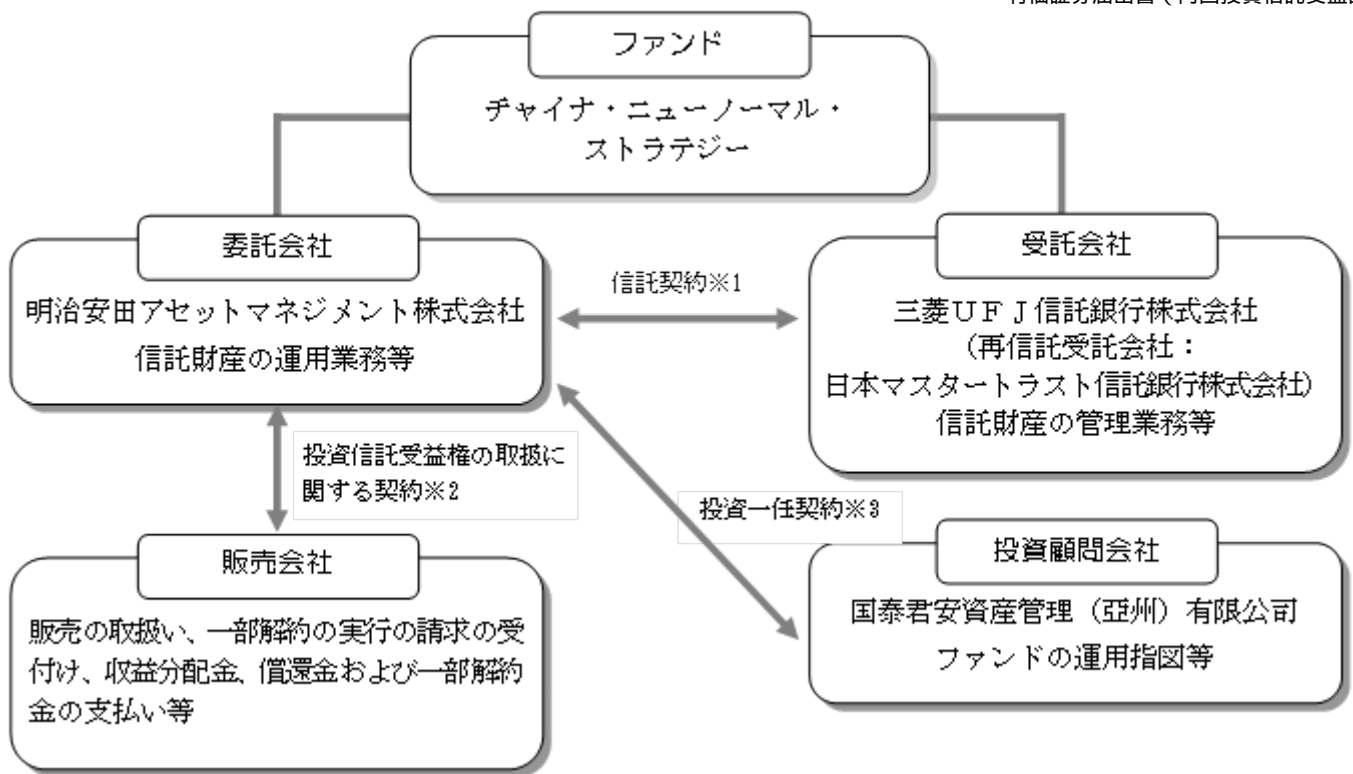 ファンド
チャイナ・ニューノーマル・
ストラテジー
委託会社
明治安田アセットマネジメント株式会社
信託財産の運用業務等
信託契約※1
受託会社
三菱ＵＦＪ信託銀行株式会社
（再信託受託会社：
日本マスタートラスト信託銀行株式会社）
信託財産の管理業務等
投資信託受益権の取扱に
関する契約※2
投資一任契約※3
販売会社
販売の取扱い、一部解約の実行の請求の受
付け、収益分配金、償還金および一部解約
金の支払い等
投資顧問会社
国泰君安資産管理（亞州）有限公司
ファンドの運用指図等